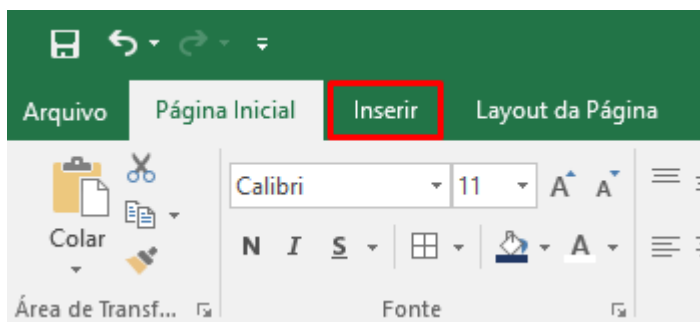 Arquivo Página Inicial Inserir Layout da Página
Calibri 11 A A
Colar
N I S A
Área de Transf... Fonte